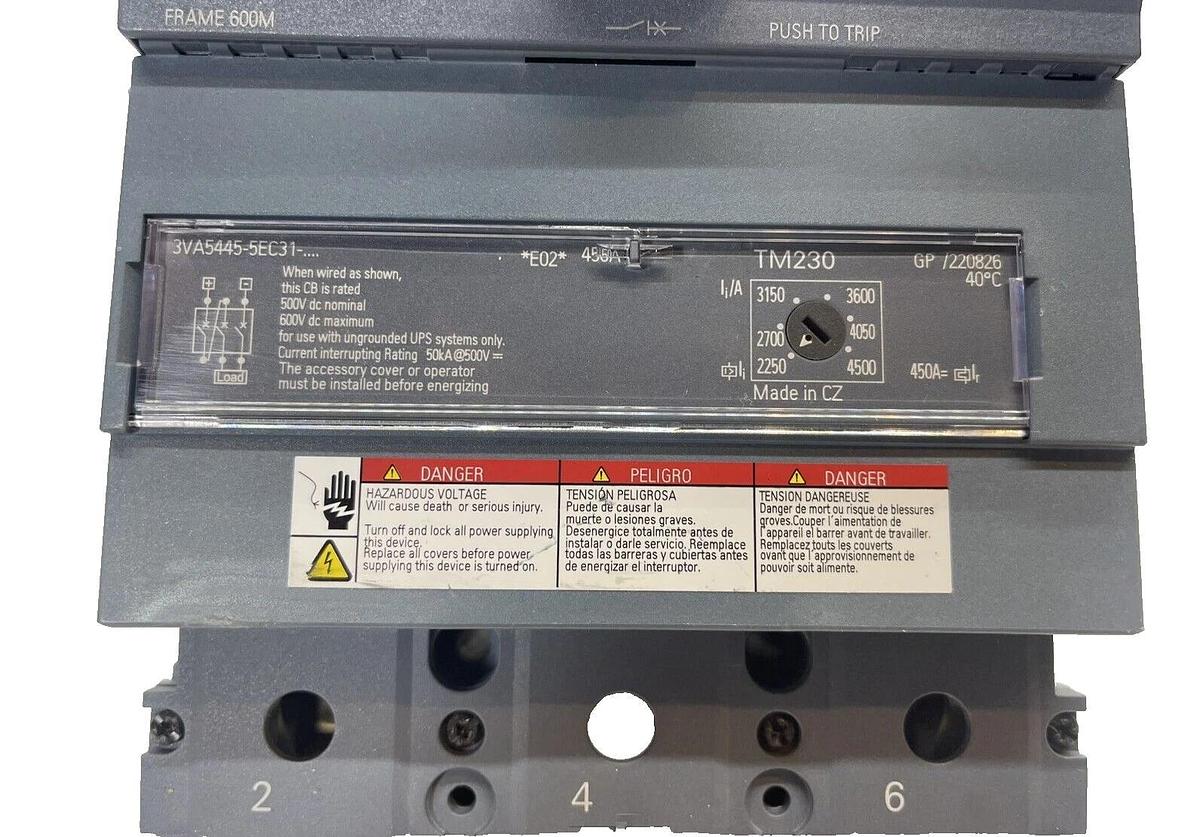 FRAME 600M
PUSH TO TRIP
3VA5445-5EC31-....
*E02*
TM230
GP /220826
40°C
When wired as shown,
this CB is rated
500V dc nominal
600V dc maximum
for use with ungrounded UPS systems only.
Current interrupting Rating 50kA@500V
The accessory cover or operator
must be installed before energizing
Load
Ii/A
3150
3600
2700
4050
2250
4500
Ii
450A= Ir
Made in CZ
DANGER
HAZARDOUS VOLTAGE
Will cause death or serious injury.
Turn off and lock all power supplying
this device.
Replace all covers before power
supplying this device is turned on.
PELIGRO
TENSIÓN PELIGROSA
Puede de causar la
muerte o lesiones graves.
Desenergice totalmente antes de
instalar o darle servicio. Reemplace
todas las barreras y cubiertas antes
de energizar el interruptor.
DANGER
TENSION DANGEREUSE
Danger de mort ou risque de blessures
groves.Couper l'aimentation de
l'appareil el barrer avant de travailler.
Remplacez touts les couverts
ovant que l'approvisionnement de
pouvoir soit alimente.
2
4
6